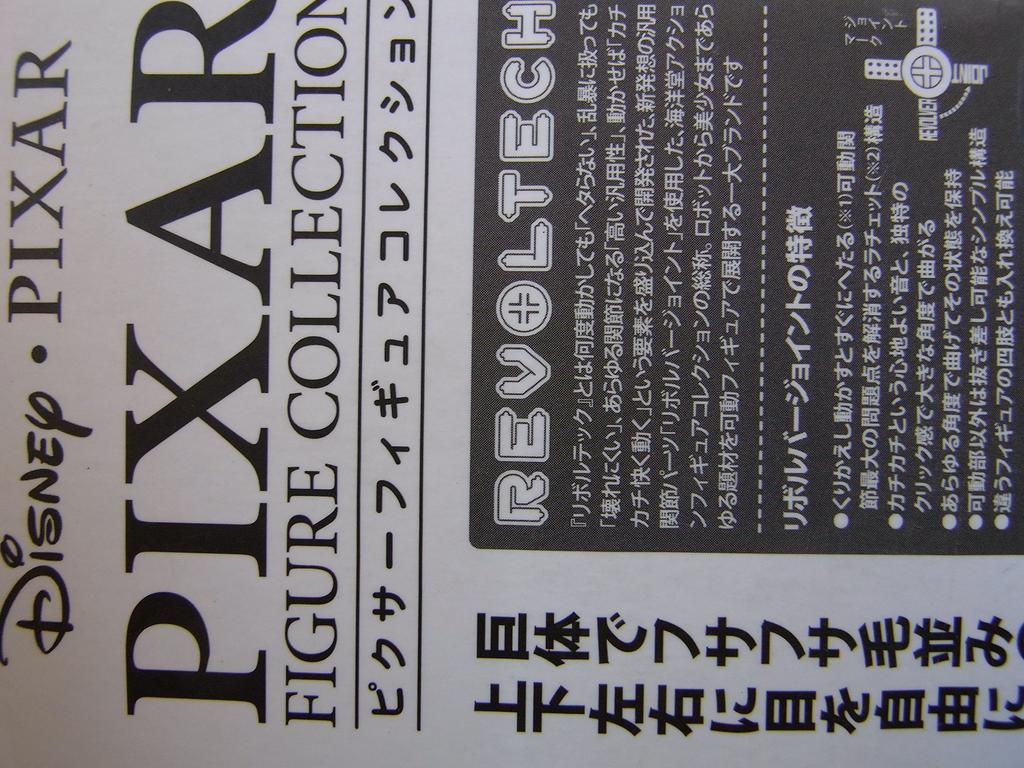 Disney • PIXAR
PIXAR
FIGURE COLLECTION
ピクサーフィギュアコレクション
REVOLTECH
『リボルテック』とは何度動かしても「ヘタらない」、乱暴に扱っても
「壊れにくい」、あらゆる関節になる「高い汎用性」、動かせば「カチ
カチ快く動く」という要素を盛り込んで開発された、新発想の汎用
関節パーツ「リボルバージョイント」を使用した、海洋堂アクショ
ンフィギュアコレクションの総称。ロボットから美少女まであら
ゆる題材を可動フィギュアで展開する一大ブランドです
リボルバージョイントの特徴
●くりかえし動かすとすぐにへたる(※1)可動関
節最大の問題点を解消するラチェット(※2)構造
●カチカチという心地よい音と、独特の
クリック感で大きな角度で曲がる
●あらゆる角度で曲げてその状態を保持
●可動部以外は抜き差し可能なシンプル構造
●違うフィギュアの四肢とも入れ換え可能
ジョイント
マーク
REVOLVER
巨体でフサフサ毛並み
上下左右に目を自由に